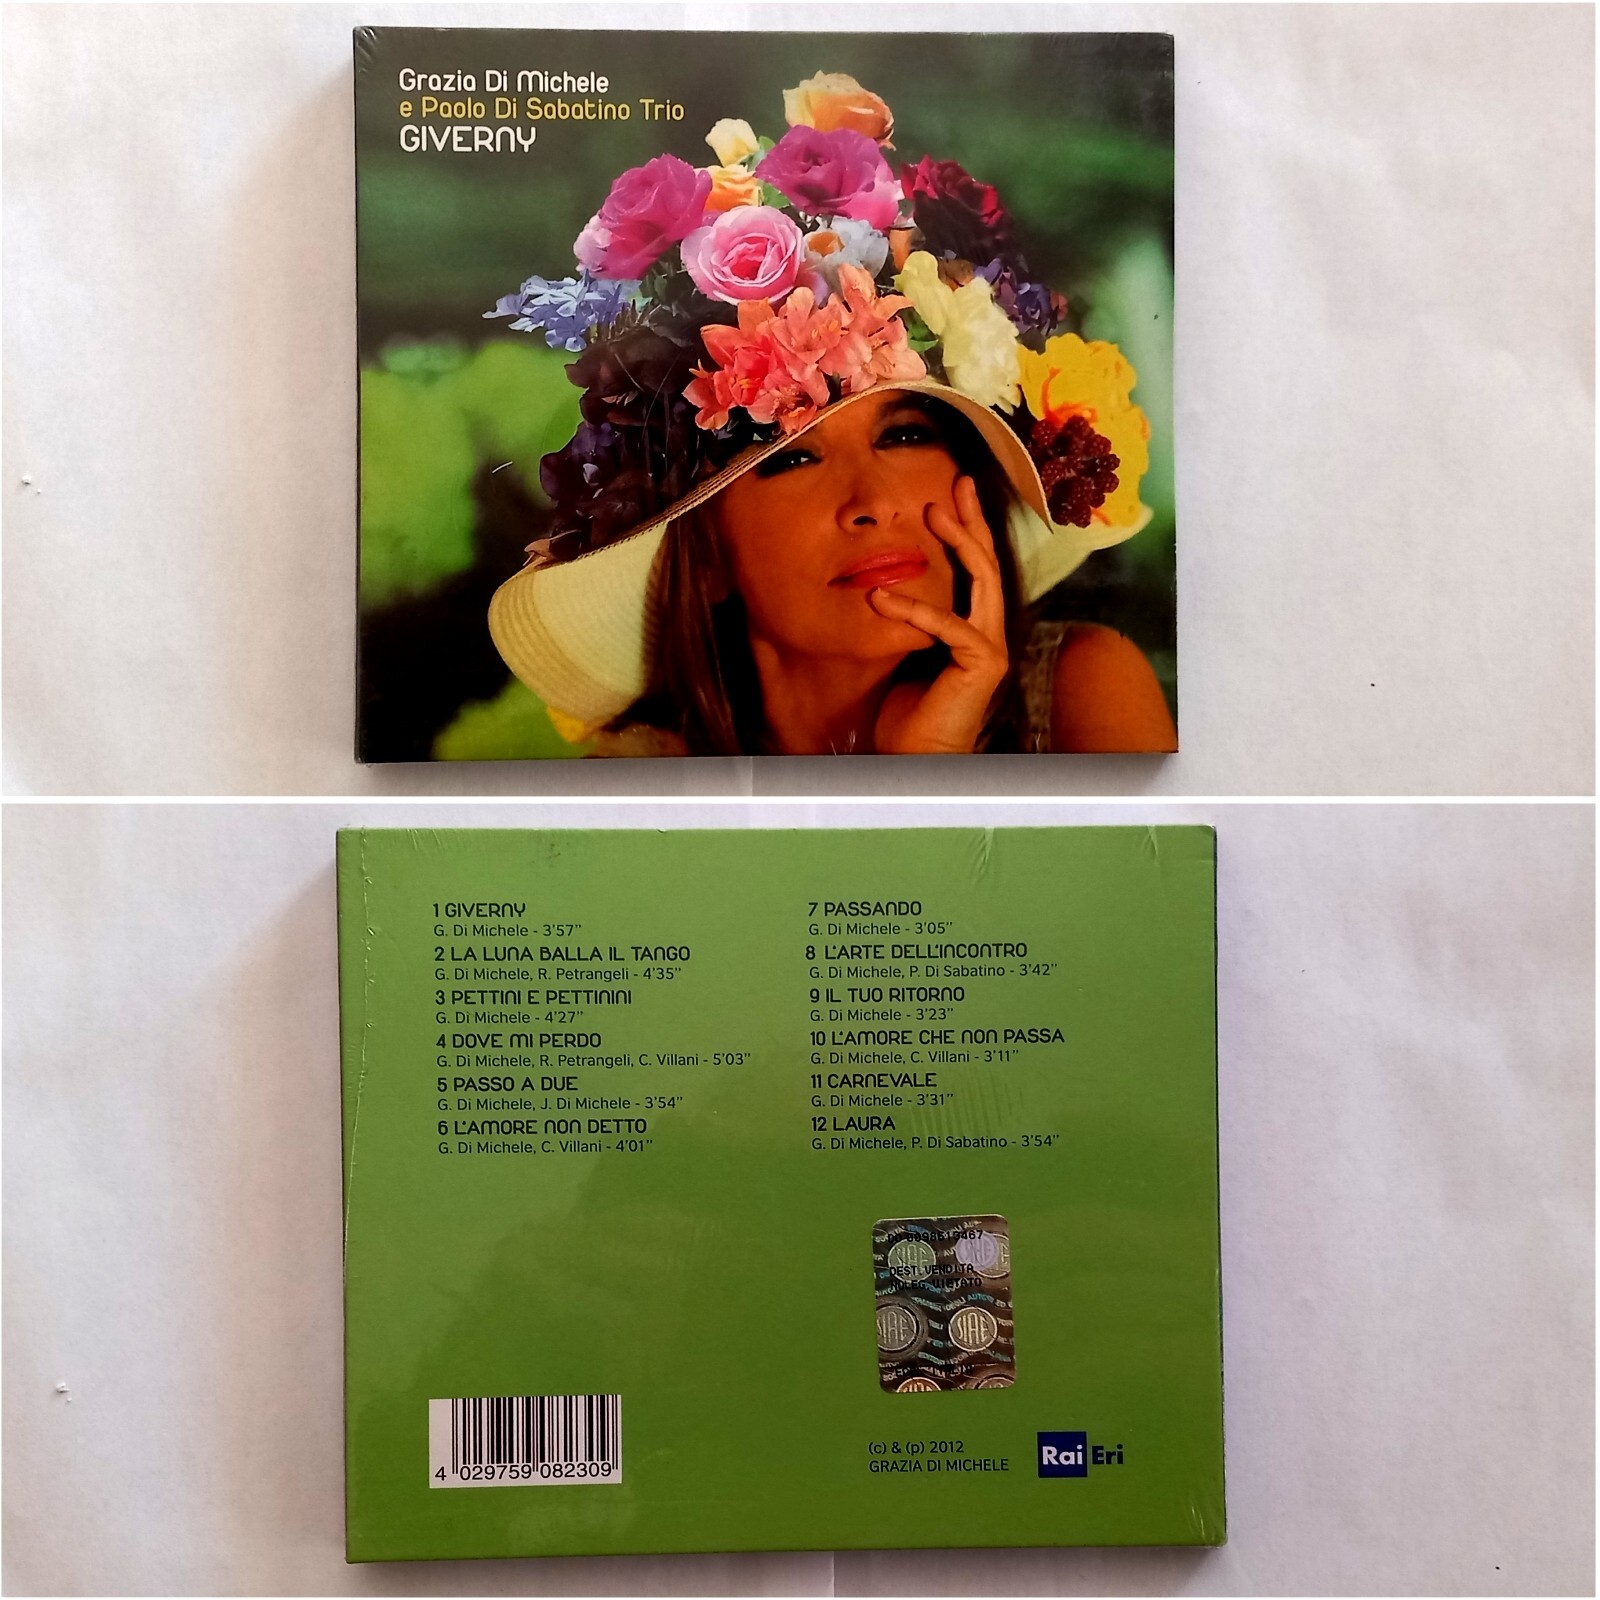 Grazia Di Michele
e Paolo Di Sabatino Trio
GIVERNY
1 GIVERNY
G. Di Michele - 3'57"
2 LA LUNA BALLA IL TANGO
G. Di Michele, R. Petrangeli - 4'35"
3 PETTINI E PETTININI
G. Di Michele - 4'27"
4 DOVE MI PERDO
G. Di Michele, R. Petrangeli, C. Villani - 5'03"
5 PASSO A DUE
G. Di Michele, J. Di Michele - 3'54"
6 L'AMORE NON DETTO
G. Di Michele, C. Villani - 4'01"
7 PASSANDO
G. Di Michele - 3'05"
8 L'ARTE DELL'INCONTRO
G. Di Michele, P. Di Sabatino - 3'42"
9 IL TUO RITORNO
G. Di Michele - 3'23"
10 L'AMORE CHE NON PASSA
G. Di Michele, C. Villani - 3'11"
11 CARNEVALE
G. Di Michele - 3'31"
12 LAURA
G. Di Michele, P. Di Sabatino - 3'54"
DEST.VENDITA
NOLEG.VIETATO
SIAE
4 029759 082309
(c) & (p) 2012
GRAZIA DI MICHELE
Rai Eri